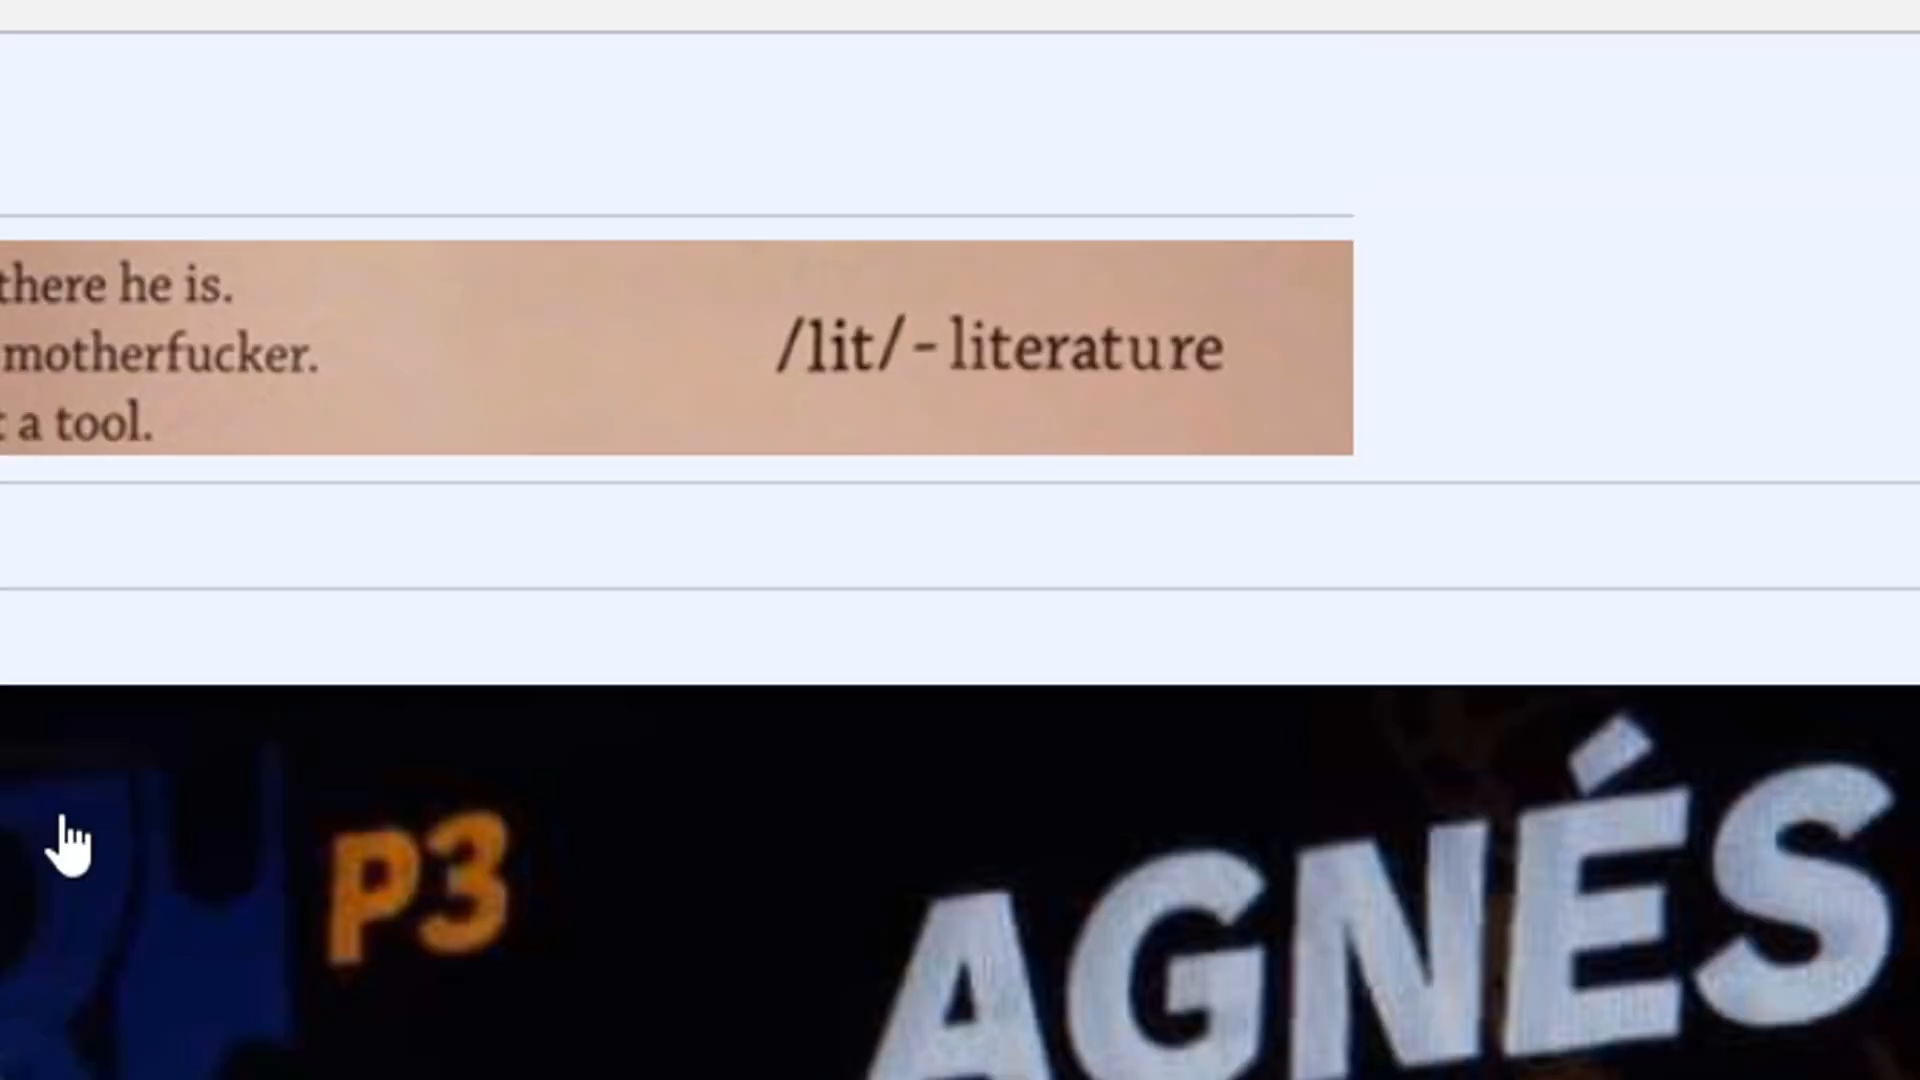 there he is.
motherfucker.
a tool.
/lit/ - literature
P3
AGNÉS